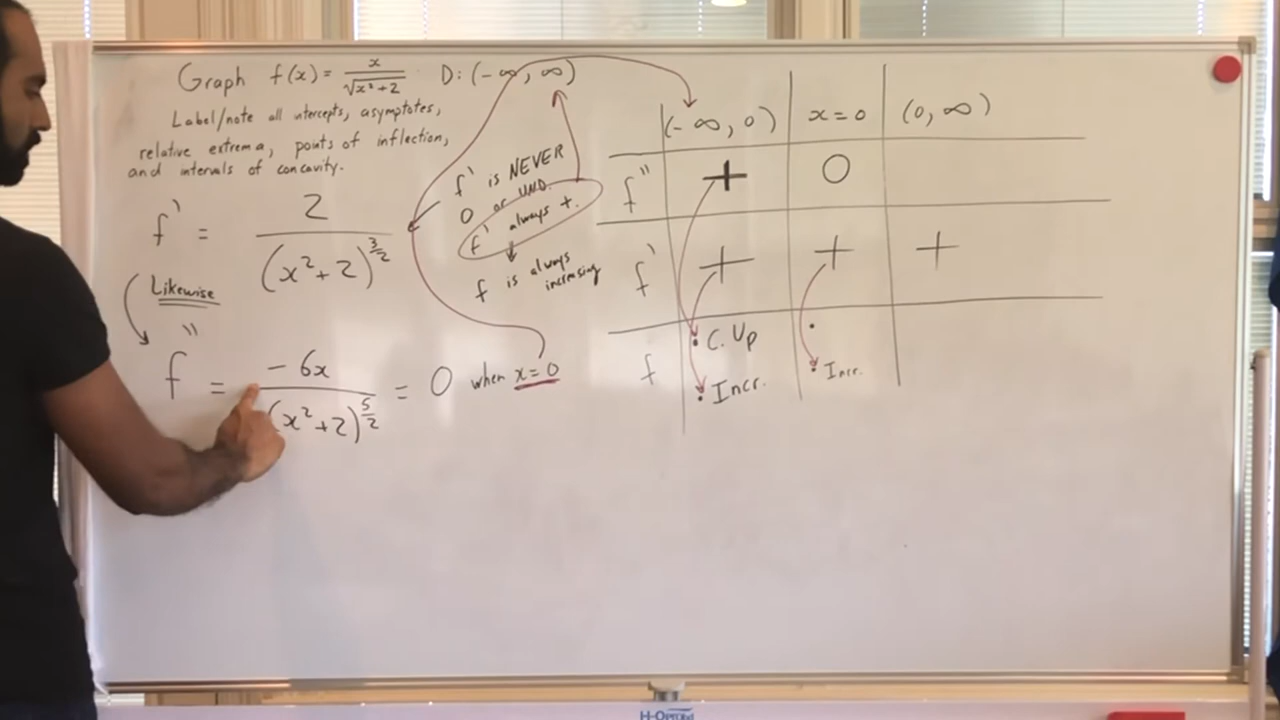 Graph f(x) = x/√x²+2 D: (-∞, ∞)
Label/note all intercepts, asymptotes,
relative extrema, points of inflection,
and intervals of concavity.
f' = 2/(x²+2)^3/2
f' is NEVER
0 or UND.
f' always +.
f is always
increasing
Likewise
f" = -6x/(x²+2)^5/2 = 0 when x=0
(-∞, 0) x=0 (0, ∞)
f" + 0
f' + + +
f • C. Up •
• Incr. • Incr.